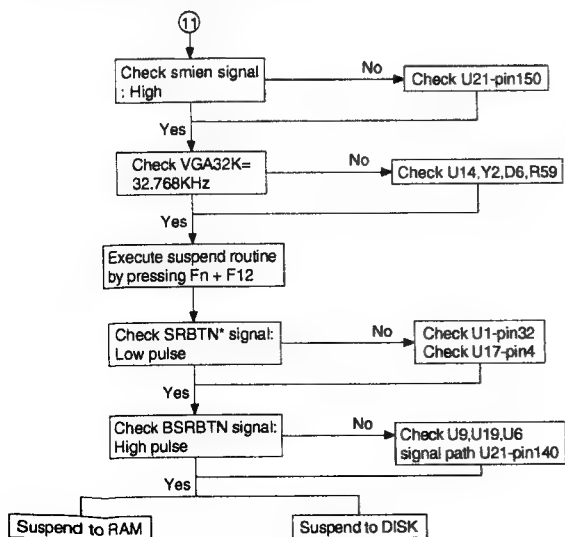 11
Check smien signal
: High
No
Check U21-pin150
Yes
Check VGA32K=
32.768KHz
No
Check U14,Y2,D6,R59
Yes
Execute suspend routine
by pressing Fn + F12
Check SRBTN* signal:
Low pulse
No
Check U1-pin32
Check U17-pin4
Yes
Check BSRBTN signal:
High pulse
No
Check U9,U19,U6
signal path U21-pin140
Yes
Suspend to RAM
Suspend to DISK